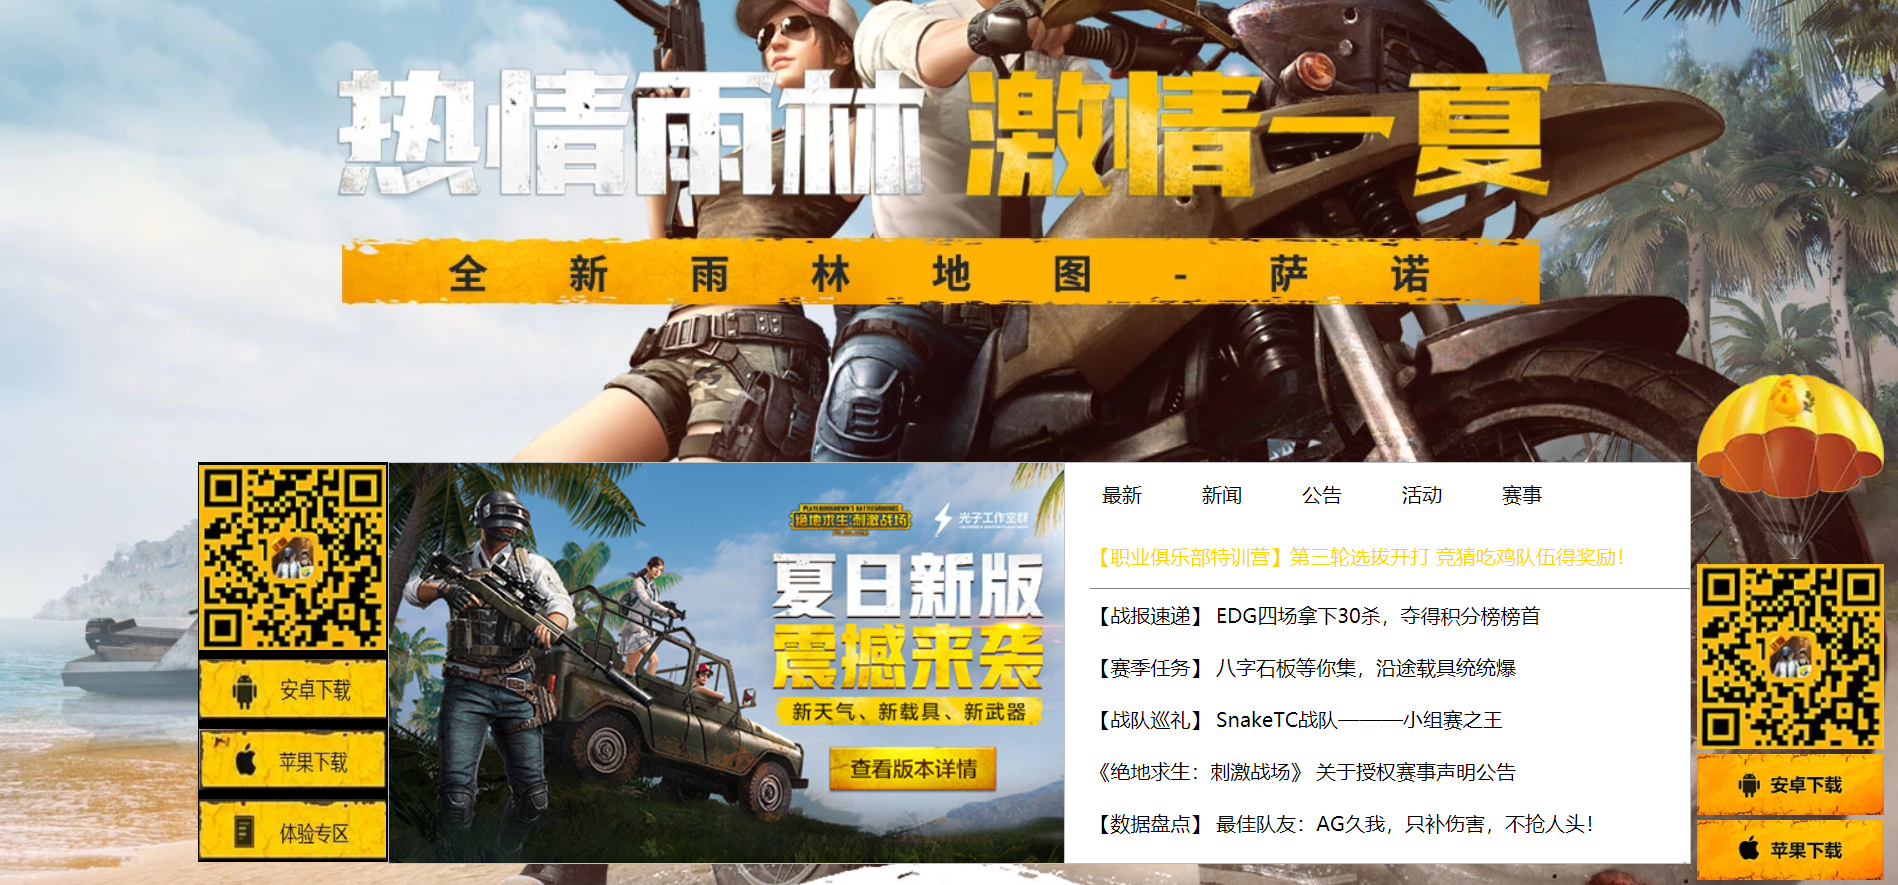 热情雨林 激情一夏
全新雨林地图-萨诺
安卓下载
苹果下载
体验专区
PLAYERUNKNOWN'S BATTLEGROUNDS
绝地求生:刺激战场
光子工作室群
夏日新版
震撼来袭
新天气、新载具、新武器
查看版本详情
最新 新闻 公告 活动 赛事
【职业俱乐部特训营】第三轮选拔开打 竞猜吃鸡队伍得奖励!
【战报速递】 EDG四场拿下30杀，夺得积分榜榜首
【赛季任务】 八字石板等你集，沿途载具统统爆
【战队巡礼】 SnakeTC战队———小组赛之王
《绝地求生：刺激战场》 关于授权赛事声明公告
【数据盘点】 最佳队友：AG久我，只补伤害，不抢人头！
安卓下载
苹果下载